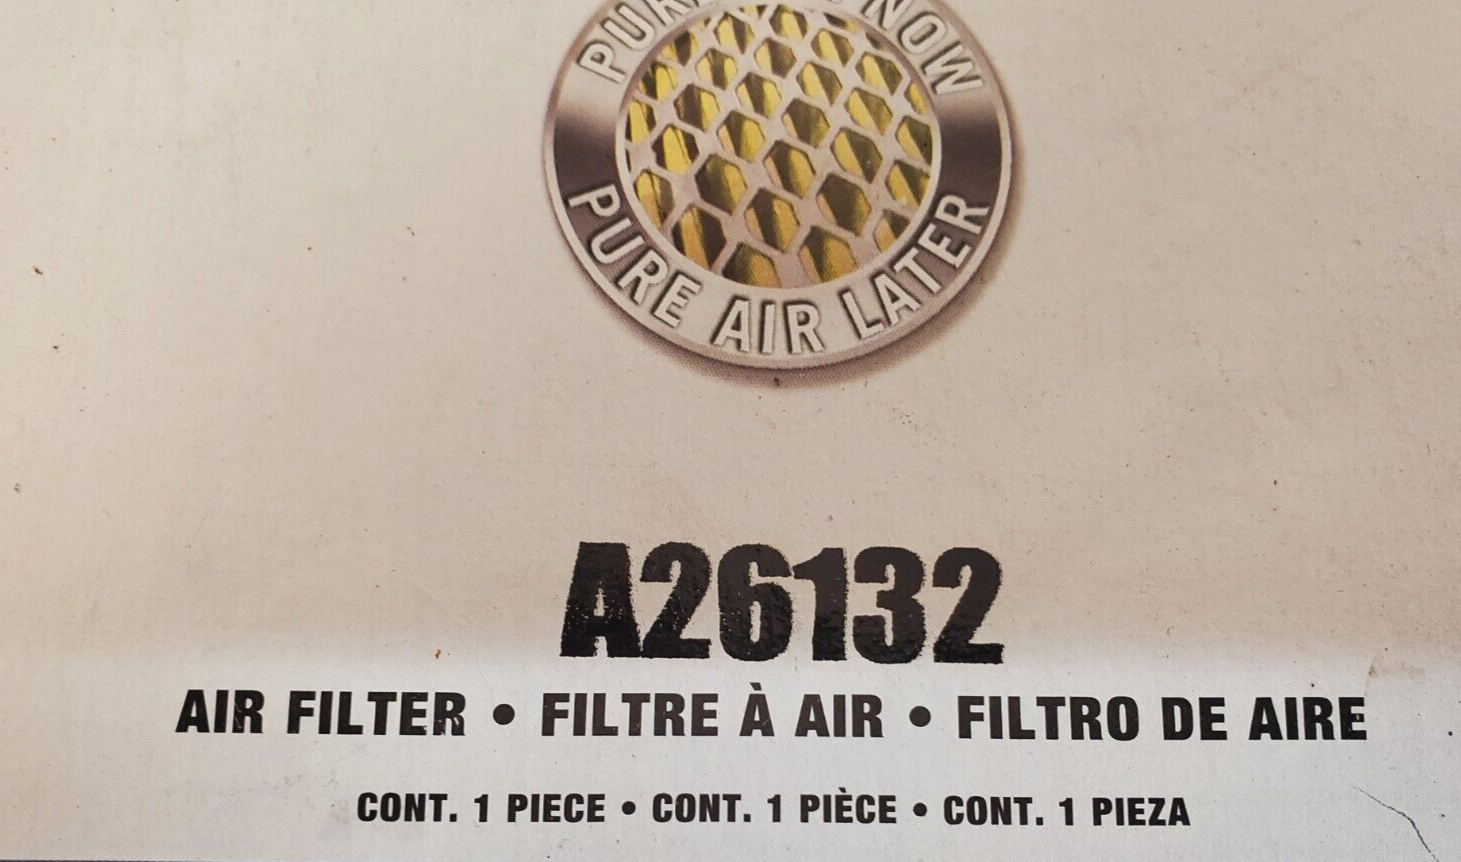 NOW
PURE AIR LATER
A26132
AIR FILTER • FILTRE À AIR • FILTRO DE AIRE
CONT. 1 PIECE • CONT. 1 PIÈCE • CONT. 1 PIEZA